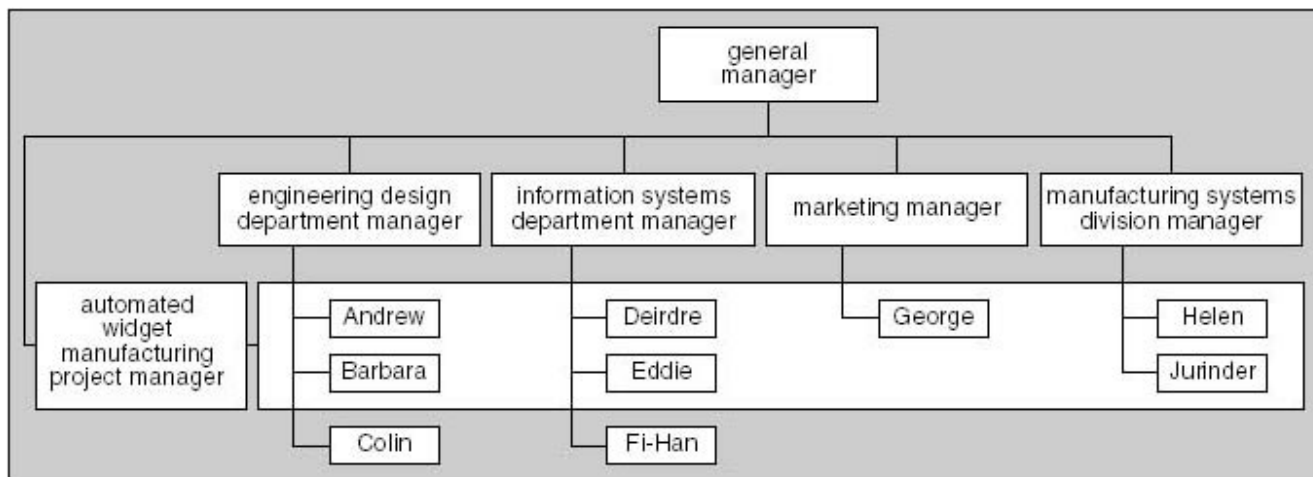 general
manager
engineering design
department manager
information systems
department manager
marketing manager
manufacturing systems
division manager
automated
widget
manufacturing
project manager
Andrew
Deirdre
George
Helen
Barbara
Eddie
Jurinder
Colin
Fi-Han